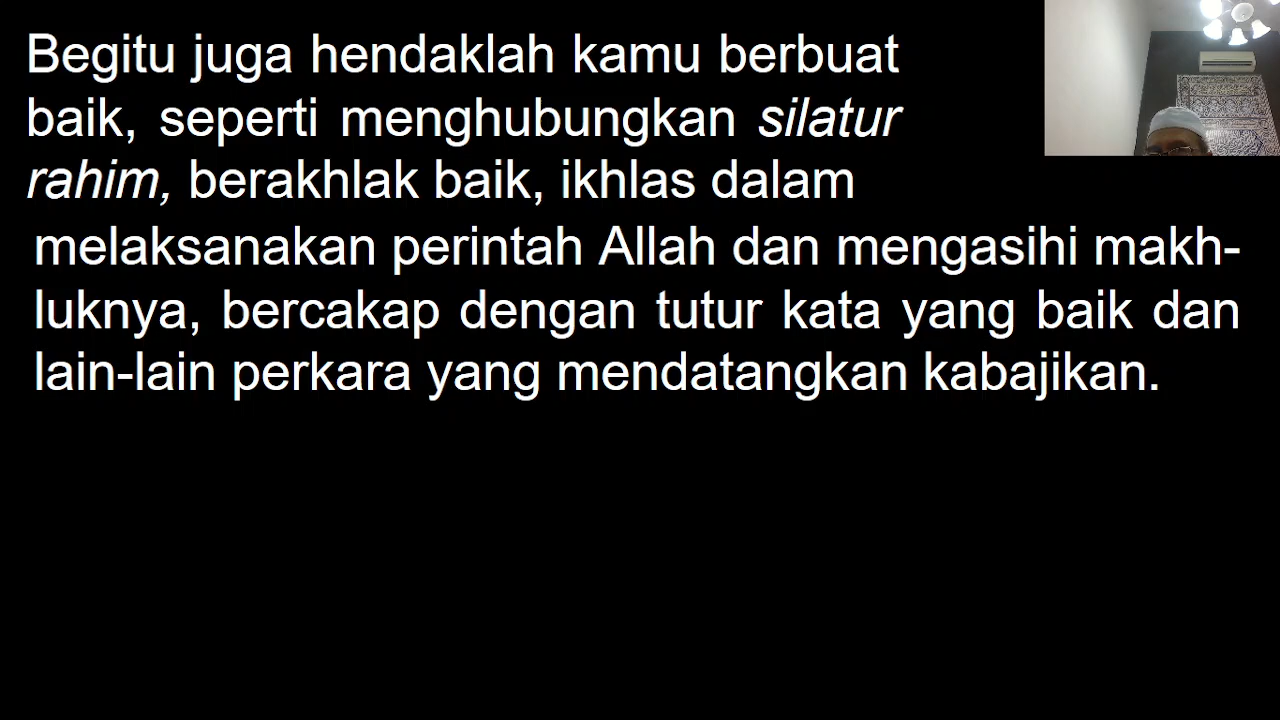 Begitu juga hendaklah kamu berbuat
baik, seperti menghubungkan silatur
rahim, berakhlak baik, ikhlas dalam
melaksanakan perintah Allah dan mengasihi makh-
luknya, bercakap dengan tutur kata yang baik dan
lain-lain perkara yang mendatangkan kabajikan.